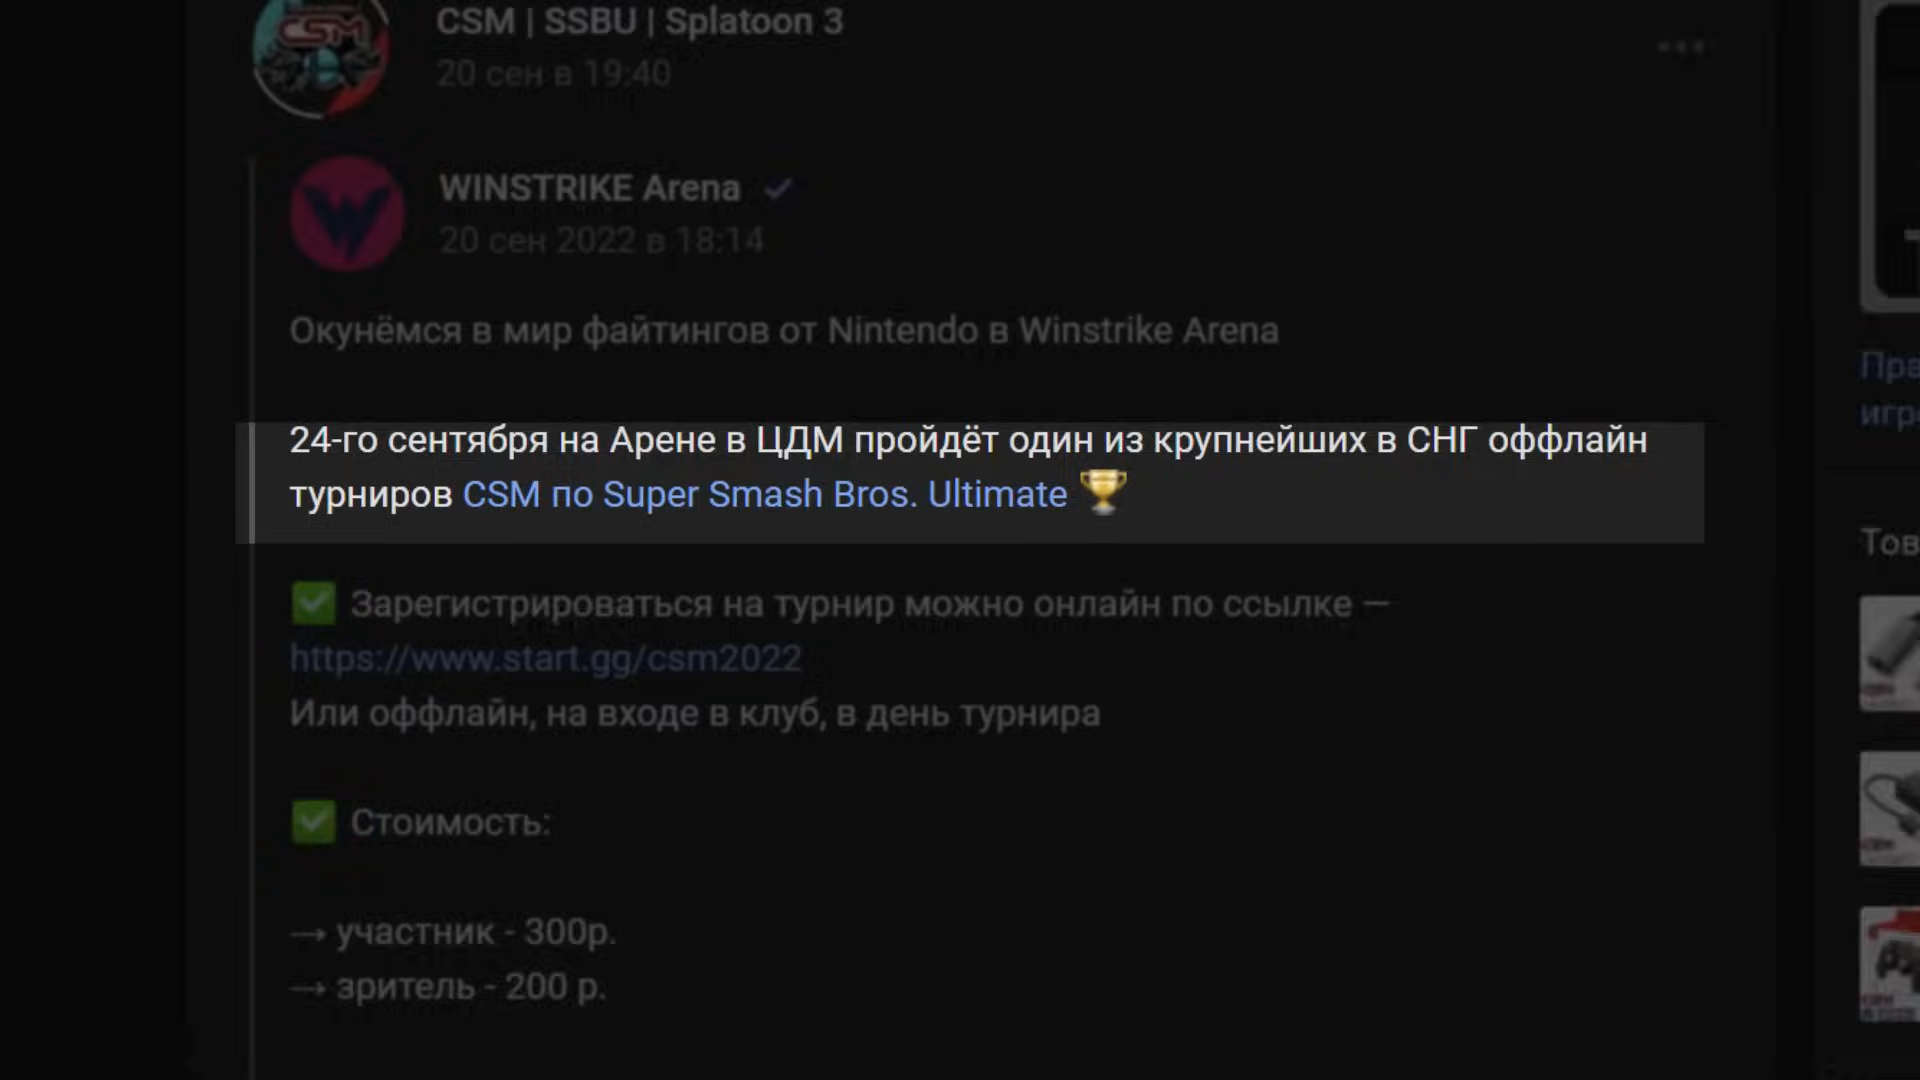 CSM | SSBU | Splatoon 3
20 сен в 19:40
WINSTRIKE Arena
20 сен 2022 в 18:14
Окунёмся в мир файтингов от Nintendo в Winstrike Arena
24-го сентября на Арене в ЦДМ пройдёт один из крупнейших в СНГ оффлайн
турниров CSM по Super Smash Bros. Ultimate 🏆
✅ Зарегистрироваться на турнир можно онлайн по ссылке —
https://www.start.gg/csm2022
Или оффлайн, на входе в клуб, в день турнира
✅ Стоимость:
→ участник - 300р.
→ зритель - 200 р.